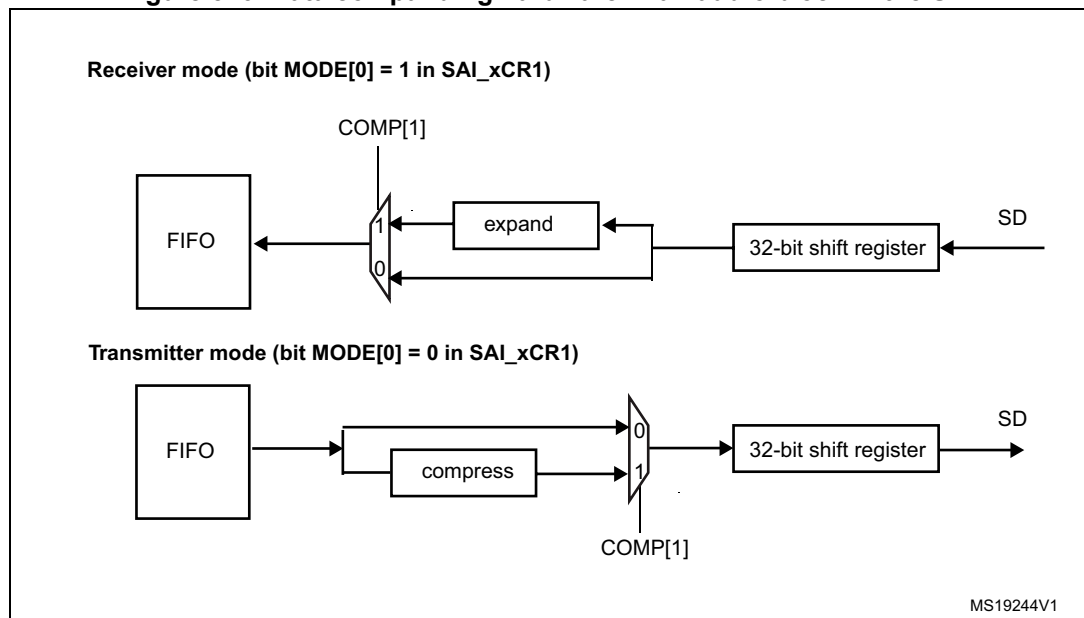 Receiver mode (bit MODE[0] = 1 in SAI_xCR1)
COMP[1]
FIFO
1
0
expand
32-bit shift register
SD
Transmitter mode (bit MODE[0] = 0 in SAI_xCR1)
FIFO
compress
0
1
COMP[1]
32-bit shift register
SD
MS19244V1